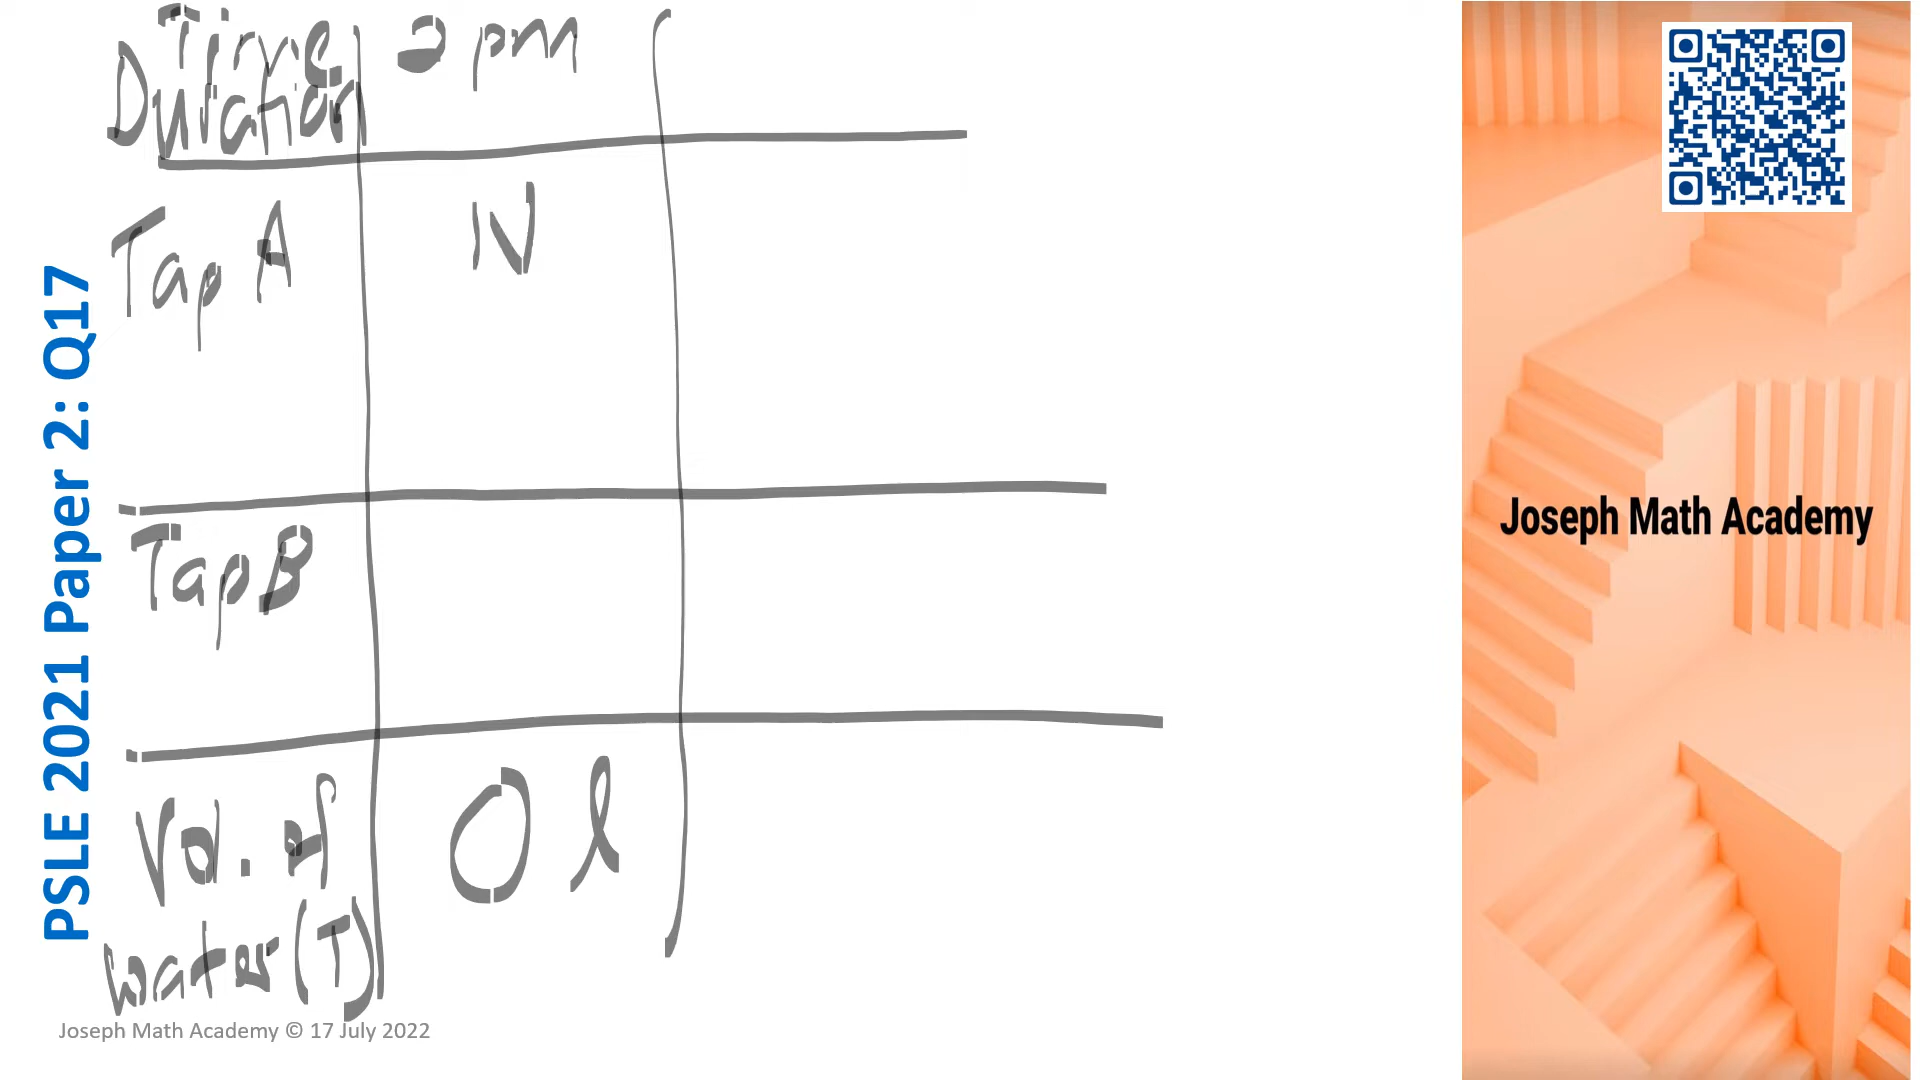 Time 2 pm
Duration
Tap A IN
Tap B
Vol. of 0 l
water (T)
PSLE 2021 Paper 2: Q17
Joseph Math Academy © 17 July 2022
Joseph Math Academy